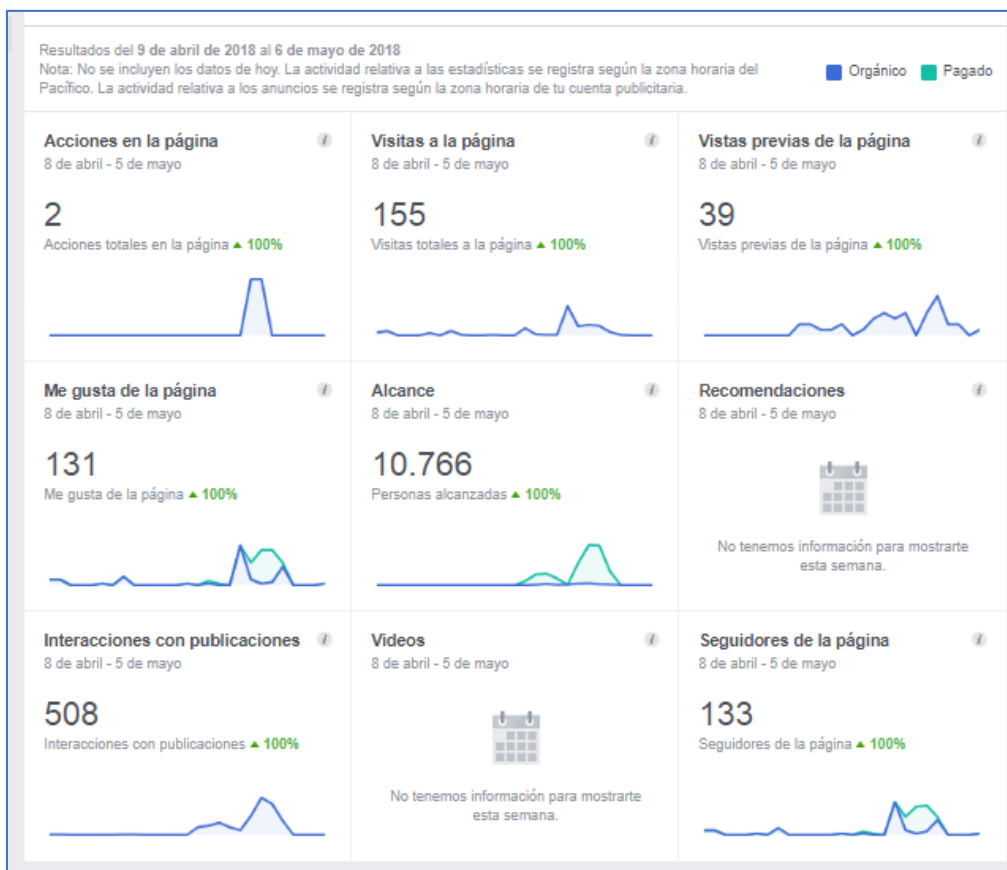 Resultados del 9 de abril de 2018 al 6 de mayo de 2018
Nota: No se incluyen los datos de hoy. La actividad relativa a las estadísticas se registra según la zona horaria del
Pacífico. La actividad relativa a los anuncios se registra según la zona horaria de tu cuenta publicitaria.
Orgánico
Pagado
Acciones en la página
8 de abril - 5 de mayo
2
Acciones totales en la página 100%
Visitas a la página
8 de abril - 5 de mayo
155
Visitas totales a la página 100%
Vistas previas de la página
8 de abril - 5 de mayo
39
Vistas previas de la página 100%
Me gusta de la página
8 de abril - 5 de mayo
131
Me gusta de la página 100%
Alcance
8 de abril - 5 de mayo
10.766
Personas alcanzadas 100%
Recomendaciones
8 de abril - 5 de mayo
No tenemos información para mostrarte
esta semana.
Interacciones con publicaciones
8 de abril - 5 de mayo
508
Interacciones con publicaciones 100%
Videos
8 de abril - 5 de mayo
No tenemos información para mostrarte
esta semana.
Seguidores de la página
8 de abril - 5 de mayo
133
Seguidores de la página 100%